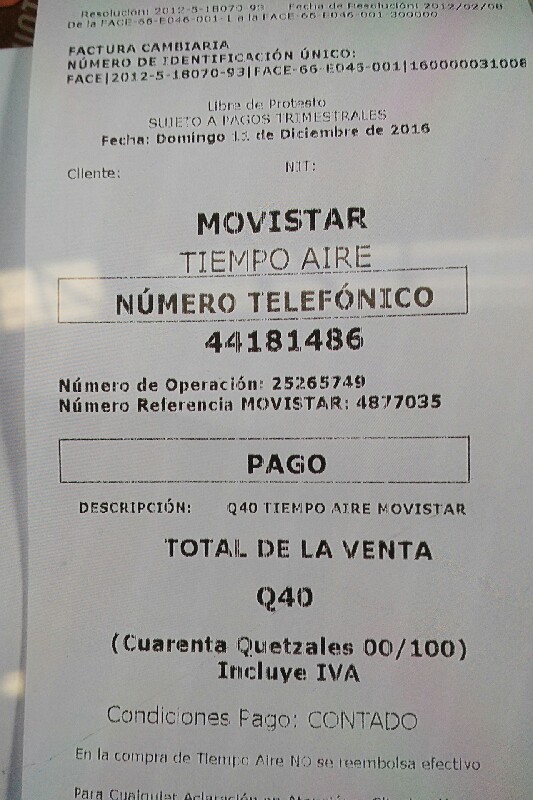 Resolución: 2012-5-18070-93 Fecha de Resolución: 2012/02/08
De la FACE-66-E046-001-1 a la FACE-66-E046-001-300000
FACTURA CAMBIARIA
NÚMERO DE IDENTIFICACIÓN ÚNICO:
FACE|2012-5-18070-93|FACE-66-E045-001|160000031008
Libre de Protesto
SUJETO A PAGOS TRIMESTRALES
Fecha: Domingo 11 de Diciembre de 2016
Cliente: NIT:
MOVISTAR
TIEMPO AIRE
NÚMERO TELEFÓNICO
44181486
Número de Operación: 25265749
Número Referencia MOVISTAR: 4877035
PAGO
DESCRIPCIÓN: Q40 TIEMPO AIRE MOVISTAR
TOTAL DE LA VENTA
Q40
(Cuarenta Quetzales 00/100)
Incluye IVA
Condiciones Pago: CONTADO
En la compra de Tiempo Aire NO se reembolsa efectivo
Para Cualquier Aclaración en Atención